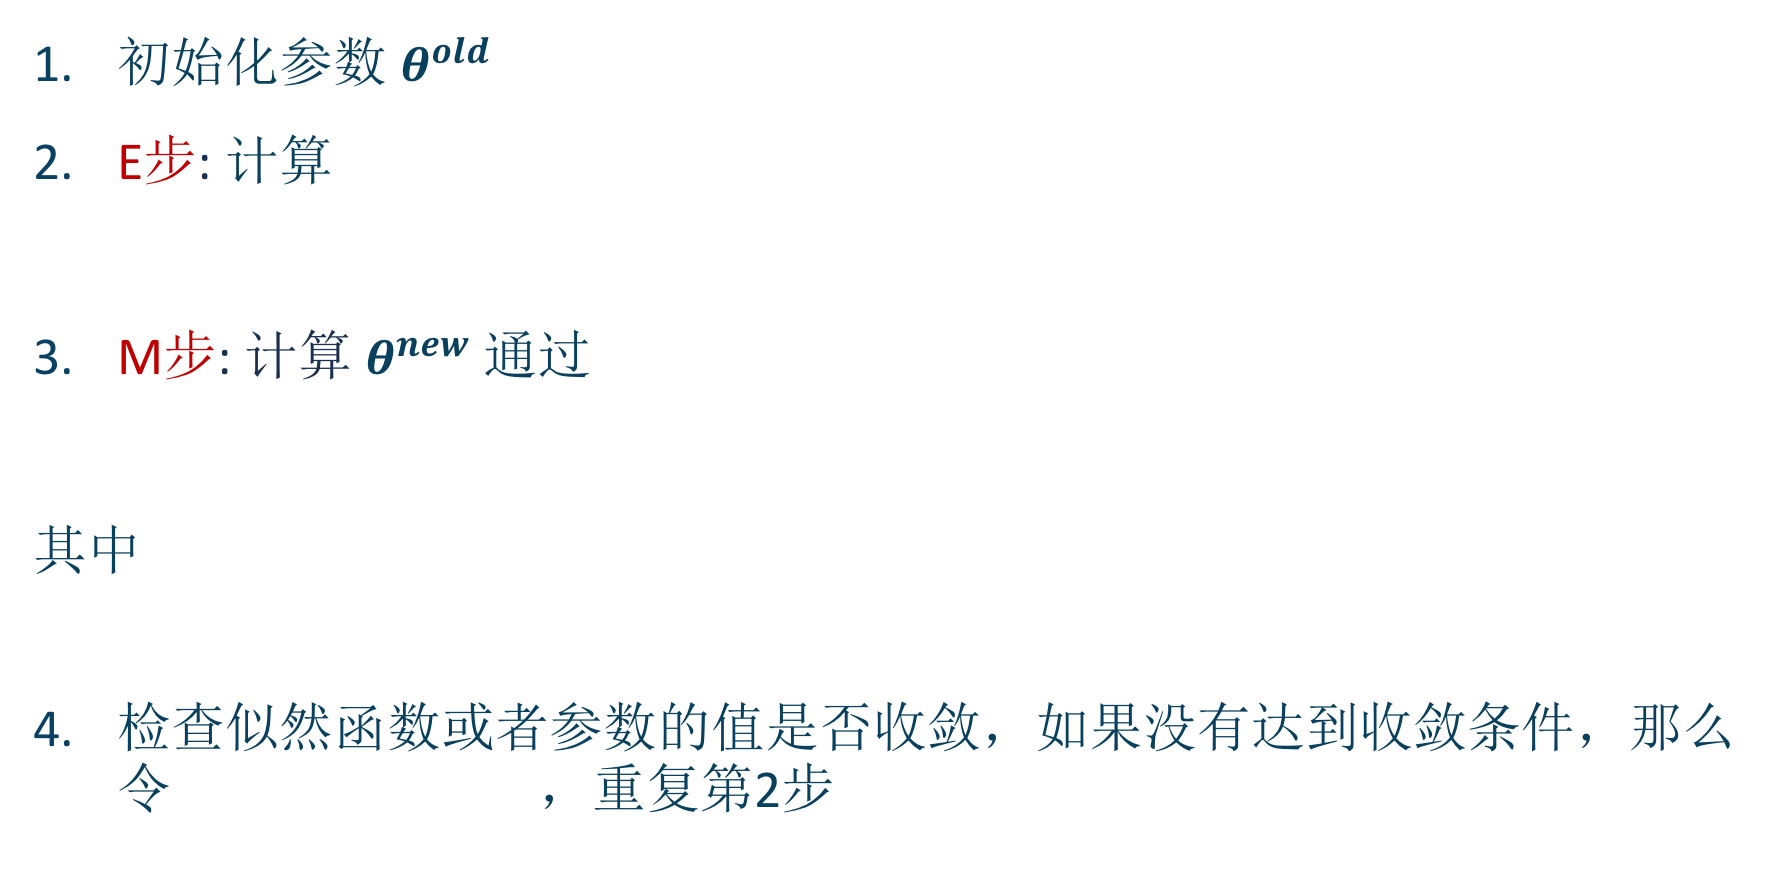 1. 初始化参数 θ^old
2. E步: 计算
3. M步: 计算 θ^new 通过
其中
4. 检查似然函数或者参数的值是否收敛，如果没有达到收敛条件，那么
令 ，重复第2步